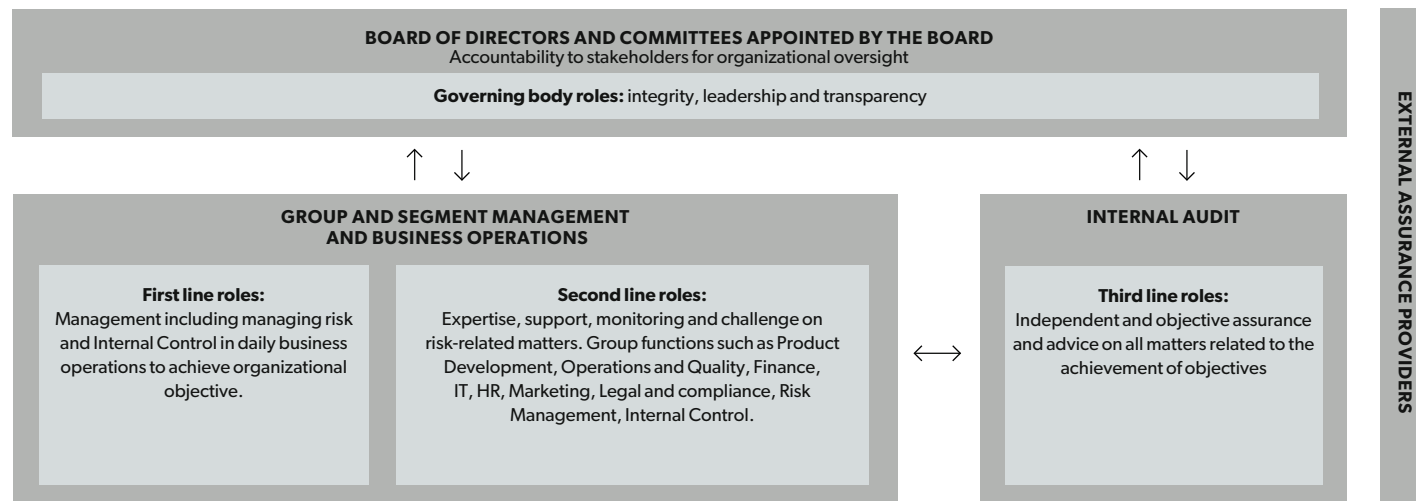 BOARD OF DIRECTORS AND COMMITTEES APPOINTED BY THE BOARD
Accountability to stakeholders for organizational oversight
Governing body roles: integrity, leadership and transparency
GROUP AND SEGMENT MANAGEMENT
AND BUSINESS OPERATIONS
First line roles:
Management including managing risk
and Internal Control in daily business
operations to achieve organizational
objective.
Second line roles:
Expertise, support, monitoring and challenge on
risk-related matters. Group functions such as Product
Development, Operations and Quality, Finance,
IT, HR, Marketing, Legal and compliance, Risk
Management, Internal Control.
INTERNAL AUDIT
Third line roles:
Independent and objective assurance
and advice on all matters related to the
achievement of objectives
EXTERNAL ASSURANCE PROVIDERS